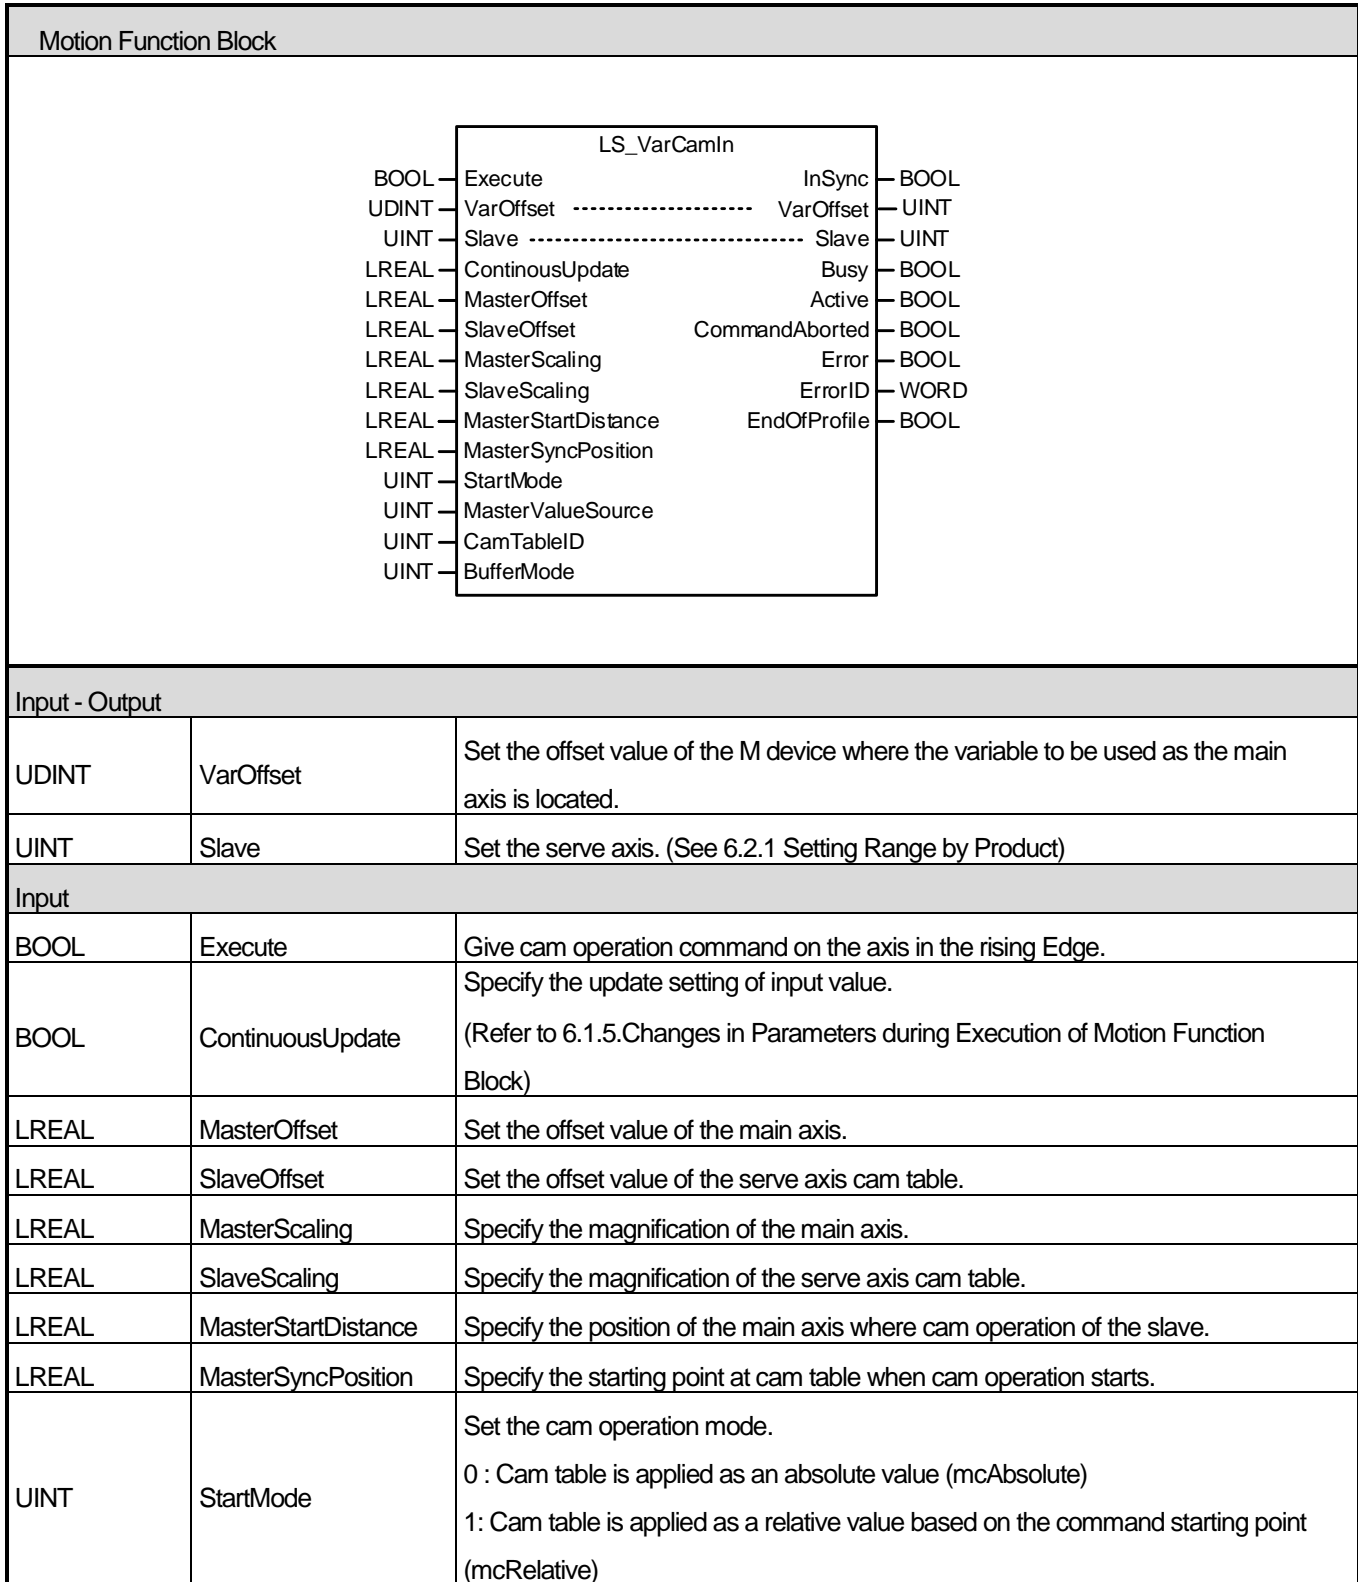 Motion Function Block
LS_VarCamIn
BOOL Execute InSync BOOL
UDINT VarOffset VarOffset UINT
UINT Slave Slave UINT
LREAL ContinousUpdate Busy BOOL
LREAL MasterOffset Active BOOL
LREAL SlaveOffset CommandAborted BOOL
LREAL MasterScaling Error BOOL
LREAL SlaveScaling ErrorID WORD
LREAL MasterStartDistance EndOfProfile BOOL
LREAL MasterSyncPosition
UINT StartMode
UINT MasterValueSource
UINT CamTableID
UINT BufferMode
Input - Output
UDINT VarOffset Set the offset value of the M device where the variable to be used as the main
axis is located.
UINT Slave Set the serve axis. (See 6.2.1 Setting Range by Product)
Input
BOOL Execute Give cam operation command on the axis in the rising Edge.
BOOL ContinuousUpdate Specify the update setting of input value.
(Refer to 6.1.5.Changes in Parameters during Execution of Motion Function
Block)
LREAL MasterOffset Set the offset value of the main axis.
LREAL SlaveOffset Set the offset value of the serve axis cam table.
LREAL MasterScaling Specify the magnification of the main axis.
LREAL SlaveScaling Specify the magnification of the serve axis cam table.
LREAL MasterStartDistance Specify the position of the main axis where cam operation of the slave.
LREAL MasterSyncPosition Specify the starting point at cam table when cam operation starts.
UINT StartMode Set the cam operation mode.
0 : Cam table is applied as an absolute value (mcAbsolute)
1: Cam table is applied as a relative value based on the command starting point
(mcRelative)